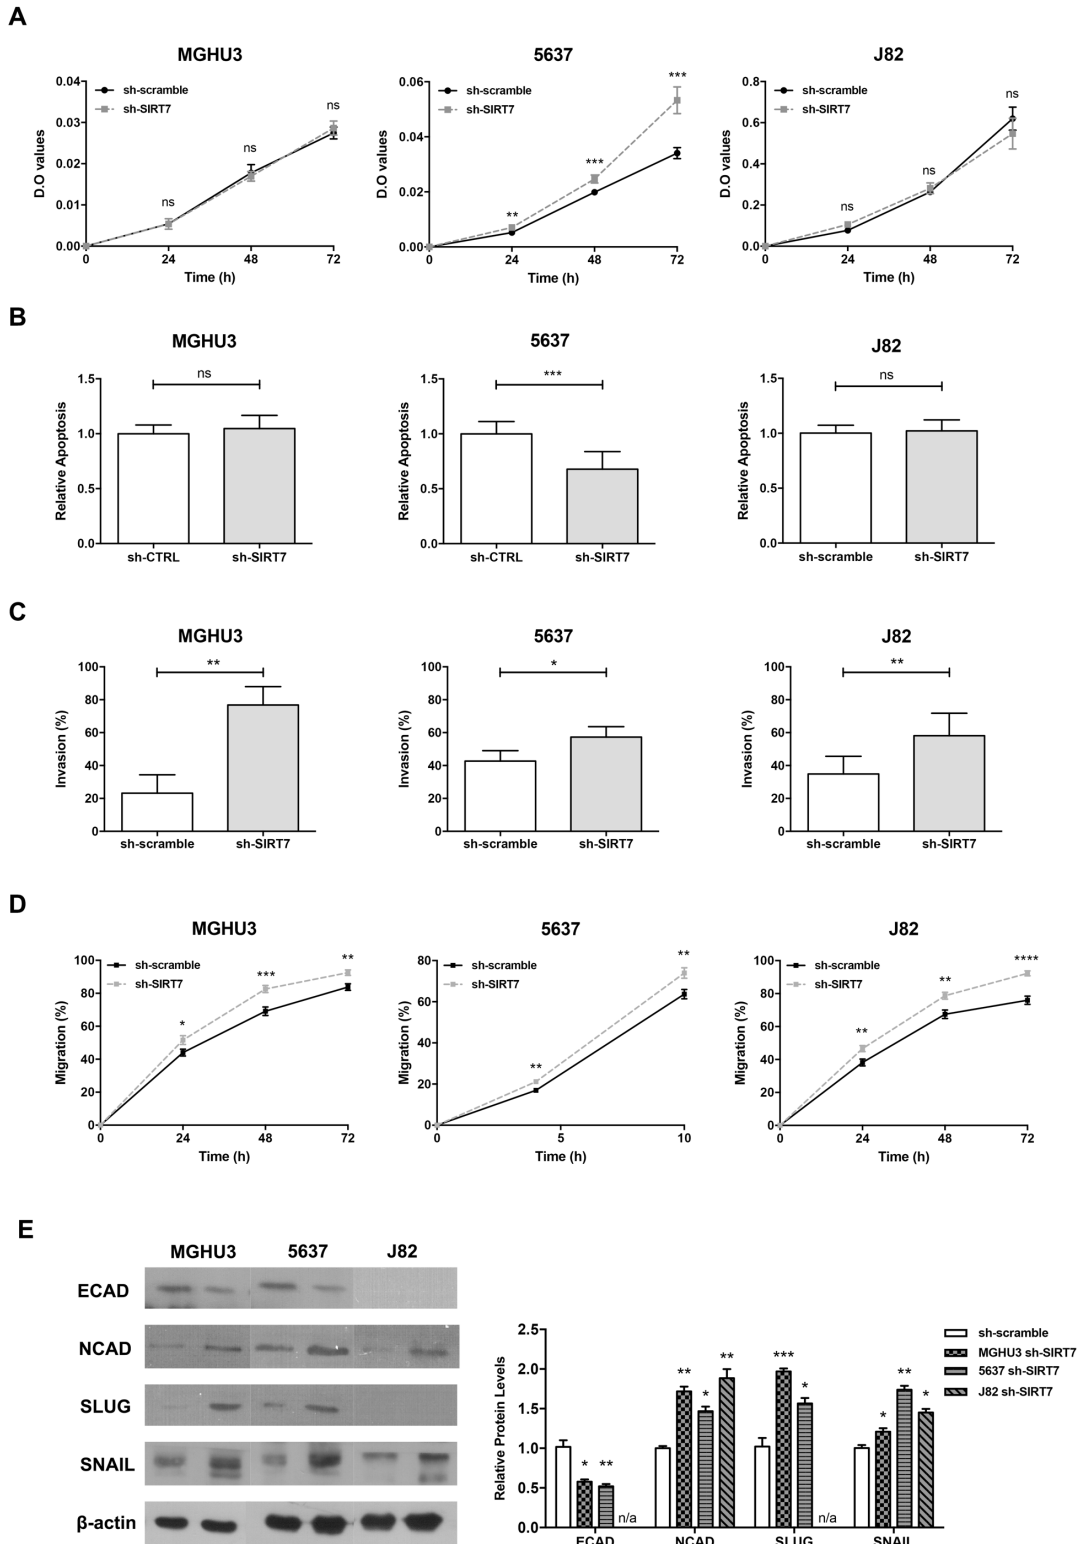 A
MGHU3
5637
J82
0.04
0.03
0.02
0.01
0.00
D.O values
sh-scramble
sh-SIRT7
ns
ns
ns
0
24
48
72
Time (h)
0.06
0.04
0.02
0.00
D.O values
sh-scramble
sh-SIRT7
**
***
***
0
24
48
72
Time (h)
0.8
0.6
0.4
0.2
0.0
D.O values
sh-scramble
sh-SIRT7
ns
ns
ns
0
24
48
72
Time (h)
B
MGHU3
5637
J82
1.5
1.0
0.5
0.0
Relative Apoptosis
ns
sh-CTRL
sh-SIRT7
1.5
1.0
0.5
0.0
Relative Apoptosis
***
sh-CTRL
sh-SIRT7
1.5
1.0
0.5
0.0
Relative Apoptosis
ns
sh-scramble
sh-SIRT7
C
MGHU3
5637
J82
100
80
60
40
20
0
Invasion (%)
**
sh-scramble
sh-SIRT7
100
80
60
40
20
0
Invasion (%)
*
sh-scramble
sh-SIRT7
100
80
60
40
20
0
Invasion (%)
**
sh-scramble
sh-SIRT7
D
MGHU3
5637
J82
100
80
60
40
20
0
Migration (%)
sh-scramble
sh-SIRT7
*
***
**
0
24
48
72
Time (h)
80
60
40
20
0
Migration (%)
sh-scramble
sh-SIRT7
**
**
0
5
10
Time (h)
100
80
60
40
20
0
Migration (%)
sh-scramble
sh-SIRT7
**
**
****
0
24
48
72
Time (h)
E
MGHU3
5637
J82
ECAD
NCAD
SLUG
SNAIL
β-actin
2.5
2.0
1.5
1.0
0.5
0.0
Relative Protein Levels
*
**
n/a
**
*
**
***
*
n/a
*
**
*
sh-scramble
MGHU3 sh-SIRT7
5637 sh-SIRT7
J82 sh-SIRT7
ECAD
NCAD
SLUG
SNAIL